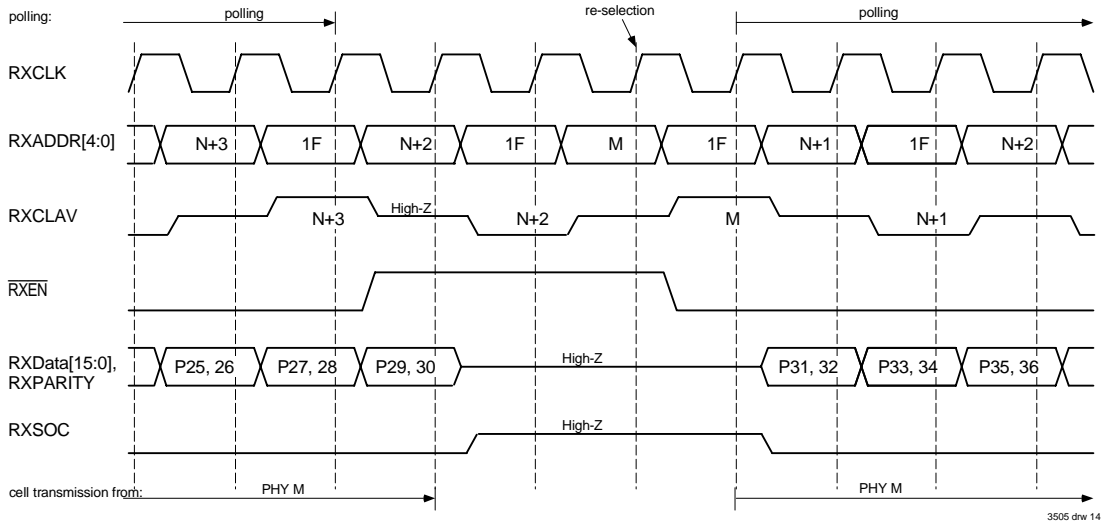 polling: polling re-selection polling
RXCLK
RXADDR[4:0] N+3 1F N+2 1F M 1F N+1 1F N+2
RXCLAV N+3 High-Z N+2 M N+1
RXEN
RXData[15:0], RXPARITY P25, 26 P27, 28 P29, 30 High-Z P31, 32 P33, 34 P35, 36
RXSOC High-Z
cell transmission from: PHY M PHY M
3505 drw 14